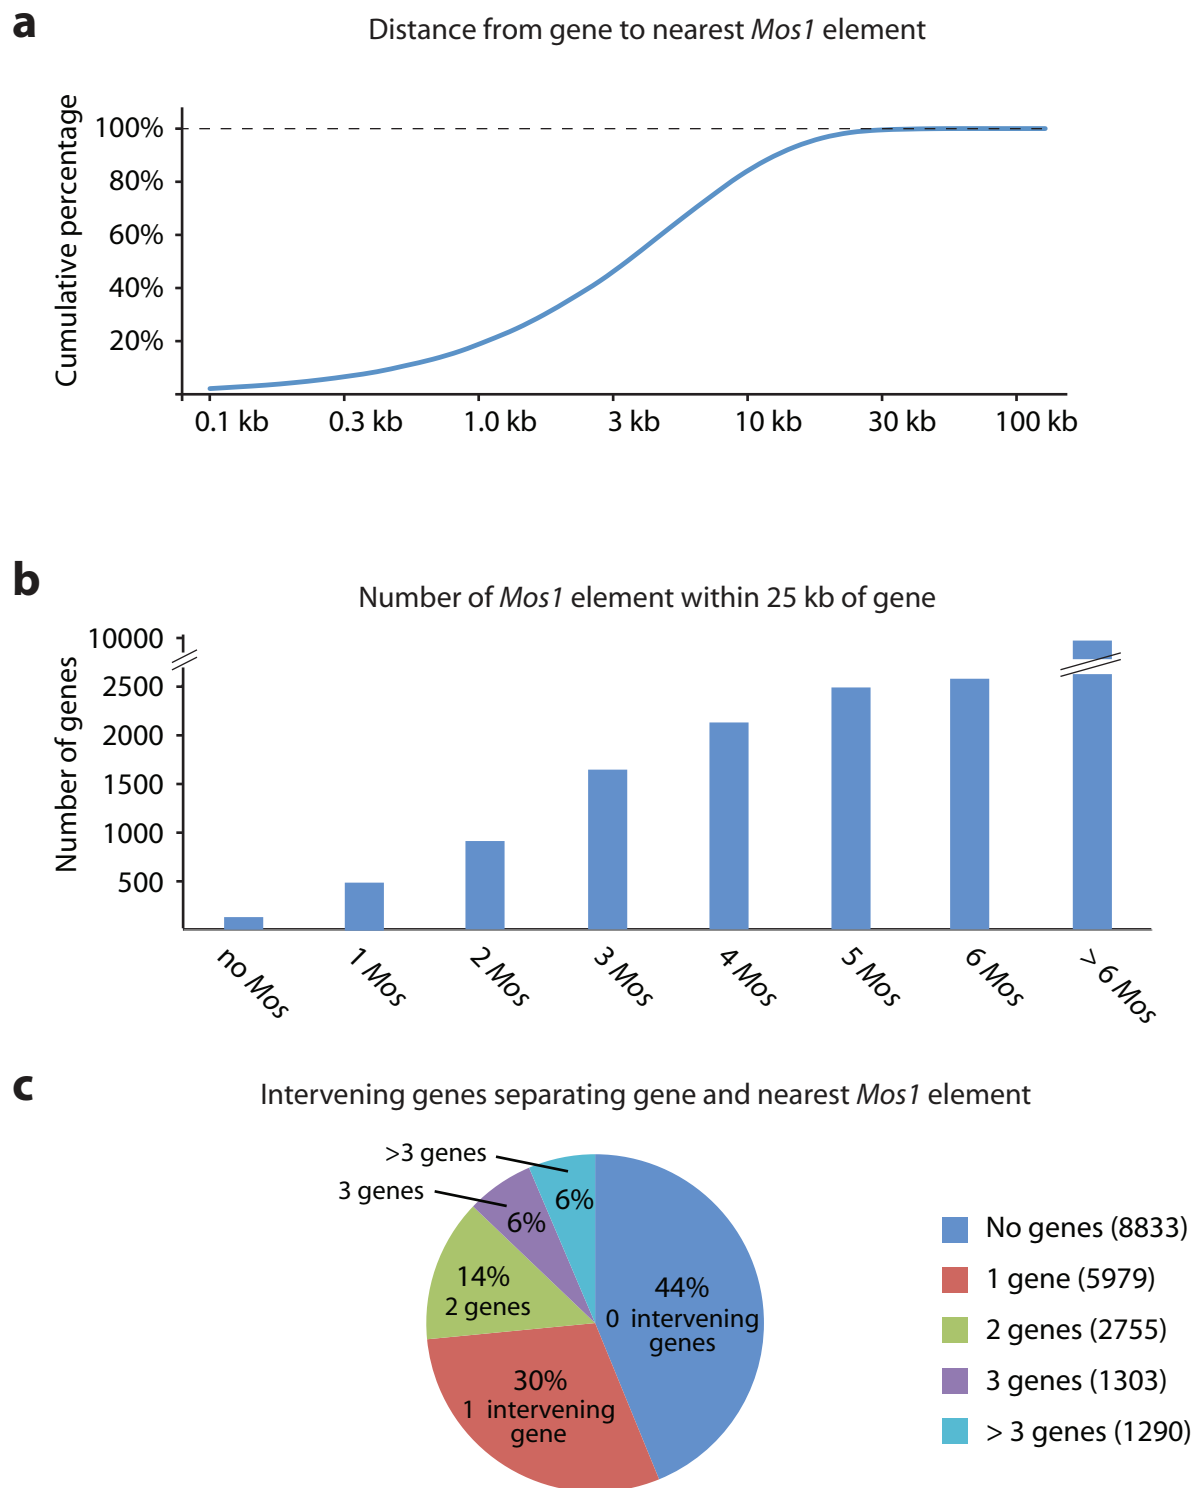 a
Distance from gene to nearest Mos1 element
Cumulative percentage
100%
80%
60%
40%
20%
0.1 kb
0.3 kb
1.0 kb
3 kb
10 kb
30 kb
100 kb
b
Number of Mos1 element within 25 kb of gene
Number of genes
10000
2500
2000
1500
1000
500
no Mos
1 Mos
2 Mos
3 Mos
4 Mos
5 Mos
6 Mos
> 6 Mos
c
Intervening genes separating gene and nearest Mos1 element
>3 genes
3 genes
6%
6%
14%
2 genes
44%
0 intervening
genes
30%
1 intervening
gene
No genes (8833)
1 gene (5979)
2 genes (2755)
3 genes (1303)
> 3 genes (1290)